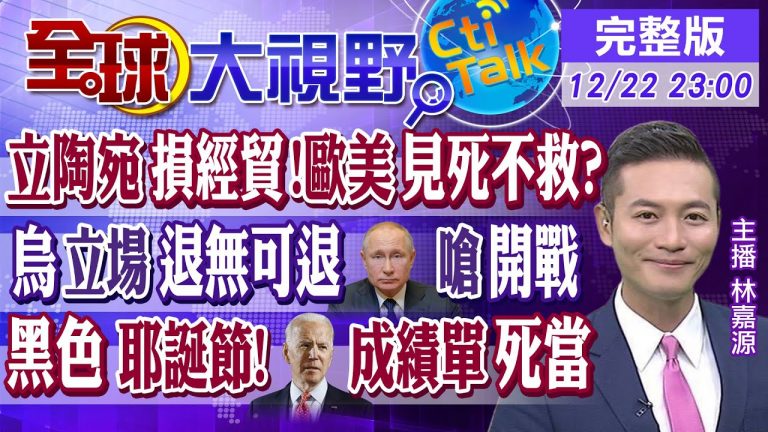 全球大視野
Cti Talk
完整版
12/22 23:00
立陶宛 損經貿!歐美 見死不救?
烏 立場 退無可退 嗆 開戰
黑色 耶誕節! 成績單 死當
主播 林嘉源